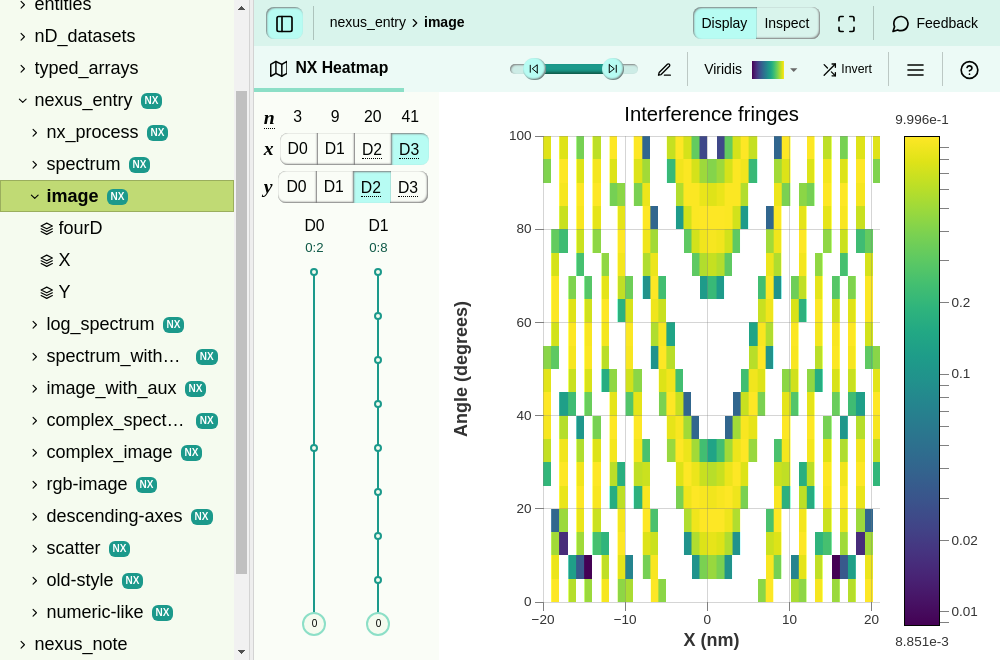 entities
nD_datasets
typed_arrays
nexus_entry NX
nx_process NX
spectrum NX
image NX
fourD
X
Y
log_spectrum NX
spectrum_with… NX
image_with_aux NX
complex_spect… NX
complex_image NX
rgb-image NX
descending-axes NX
scatter NX
old-style NX
numeric-like NX
nexus_note
nexus_entry › image
Display Inspect
Feedback
NX Heatmap
Viridis
Invert
n 3 9 20 41
x D0 D1 D2 D3
y D0 D1 D2 D3
D0 D1
0:2 0:8
0 0
Interference fringes
Angle (degrees)
100
80
60
40
20
0
−20 −10 0 10 20
X (nm)
9.996e-1
0.2
0.1
0.02
0.01
8.851e-3